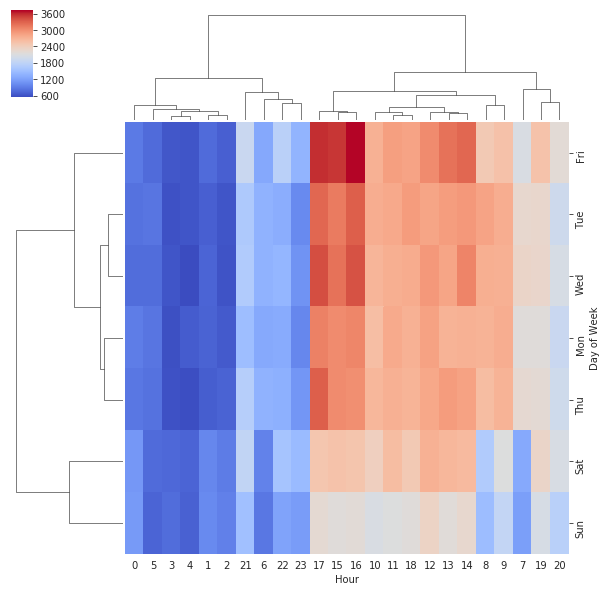 3600
3000
2400
1800
1200
600
Fri
Tue
Wed
Mon
Thu
Sat
Sun
Day of Week
0 5 3 4 1 2 21 6 22 23 17 15 16 10 11 18 12 13 14 8 9 7 19 20
Hour